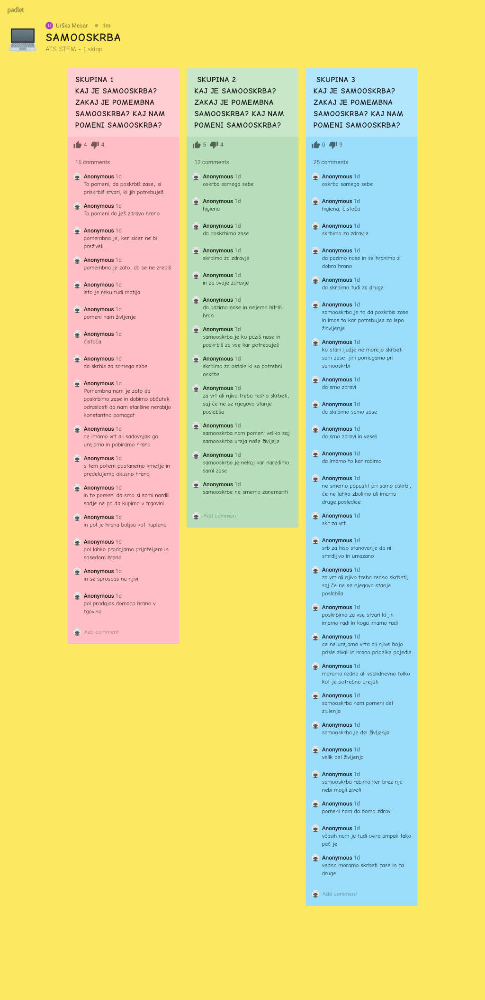 padlet
U Urška Mesar 1m
SAMOOSKRBA
ATS STEM - 1.sklop
SKUPINA 1
KAJ JE SAMOOSKRBA?
ZAKAJ JE POMEMBNA
SAMOOSKRBA? KAJ NAM
POMENI SAMOOSKRBA?
4 4
16 comments
Anonymous 1d
To pomeni, da poskrbiš zase, si
priskrbiš stvari, ki jih potrebuješ.
Anonymous 1d
To pomeni da ješ zdravo hrano
Anonymous 1d
pomembna je, ker sicer ne bi
preživeli
Anonymous 1d
pomembna je zato, da se ne zrediš
Anonymous 1d
isto je reku tudi matija
Anonymous 1d
pomeni nam življenje
Anonymous 1d
čistoča
Anonymous 1d
da skrbis za samega sebe
Anonymous 1d
Pomembna nam je zato da
poskrbimo zase in dobimo občutek
odraslosti da nam staršine nerabijo
konstantno pomagat
Anonymous 1d
ce imamo vrt ali sadovnjak ga
urejamo in pobiramo hrano
Anonymous 1d
s tem potem postanemo kmetje in
predelujemo okusno hrano
Anonymous 1d
in to pomeni da smo si sami nardili
sadje ne pa da kupimo v trgovini
Anonymous 1d
in pol je hrana boljsa kot kuplena
Anonymous 1d
pol lahko prodajamo prijateljem in
sosedom hrano
Anonymous 1d
in se sproscas na njivi
Anonymous 1d
pol prodajas domaco hrano v
tgovino
Add comment
SKUPINA 2
KAJ JE SAMOOSKRBA?
ZAKAJ JE POMEMBNA
SAMOOSKRBA? KAJ NAM
POMENI SAMOOSKRBA?
5 4
12 comments
Anonymous 1d
oskrba samega sebe
Anonymous 1d
higiena
Anonymous 1d
da poskrbimo zase
Anonymous 1d
skrbimo za zdravje
Anonymous 1d
in za svoje zdravje
Anonymous 1d
da pazimo nase in nejemo hitrih
hran
Anonymous 1d
samooskrba je ko paziš nase in
poskrbiš za vse kar potrebuješ
Anonymous 1d
skrbimo za ostale ki so potrebni
oskrbe
Anonymous 1d
za vrt ali njivo treba redno skrbeti,
saj če ne se njegovo stanje
poslabša
Anonymous 1d
samooskrba nam pomeni veliko saj
samooskrba ureja naše življeje
Anonymous 1d
samooskrba je nekaj kar naredimo
sami zase
Anonymous 1d
samooskrbe ne smemo zanemariti
Add comment
SKUPINA 3
KAJ JE SAMOOSKRBA?
ZAKAJ JE POMEMBNA
SAMOOSKRBA? KAJ NAM
POMENI SAMOOSKRBA?
0 9
25 comments
Anonymous 1d
oskrba samega sebe
Anonymous 1d
higiena, čistoča
Anonymous 1d
skrbimo za zdravje
Anonymous 1d
da pazimo nase in se hranimo z
dobro hrano
Anonymous 1d
da skrbimo tudi za druge
Anonymous 1d
samooskrba je to da poskrbis zase
in imas to kar potrebujes za lepo
žicvljenje
Anonymous 1d
ko stari ljudje ne morejo skrbeti
sam zase, jim pomagamo pri
samooskrbi
Anonymous 1d
da smo zdravi
Anonymous 1d
da skrbimo samo zase
Anonymous 1d
da smo zdravi in veseli
Anonymous 1d
da imamo to kar rabimo
Anonymous 1d
ne smemo popustit pri samo oskrbi,
če ne lahko zbolimo ali imamo
druge posledice
Anonymous 1d
skr za vrt
Anonymous 1d
srb za hiso stanovanje da ni
smrdljivo in umazano
Anonymous 1d
za vrt ali njivo treba redno skrbeti,
saj če ne se njegovo stanje
poslabša
Anonymous 1d
poskrbimo za vse stvari ki jih
imamo radi in koga imamo radi
Anonymous 1d
ce ne urejamo vrta ali njive bojo
prisle zivali in hrano pridelke pojedle
Anonymous 1d
moramo redno ali vsakdnevno tolko
kot je potrebno urejati
Anonymous 1d
samooskrba nam pomeni del
ziulenja
Anonymous 1d
samooskrba je del življenja
Anonymous 1d
velik del življenja
Anonymous 1d
samooskrba rabimo ker brez nje
nebi mogli ziveti
Anonymous 1d
pomeni nam da bomo zdravi
Anonymous 1d
včasih nam je tudi ovira ampak tako
pač je
Anonymous 1d
vedno moramo skrbeti zase in za
druge
Add comment